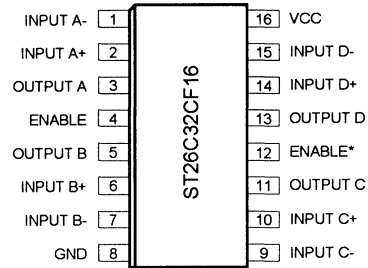 INPUT A- 1 16 VCC
INPUT A+ 2 15 INPUT D-
OUTPUT A 3 14 INPUT D+
ENABLE 4 13 OUTPUT D
OUTPUT B 5 12 ENABLE*
INPUT B+ 6 11 OUTPUT C
INPUT B- 7 10 INPUT C+
GND 8 9 INPUT C-
ST26C32CF16